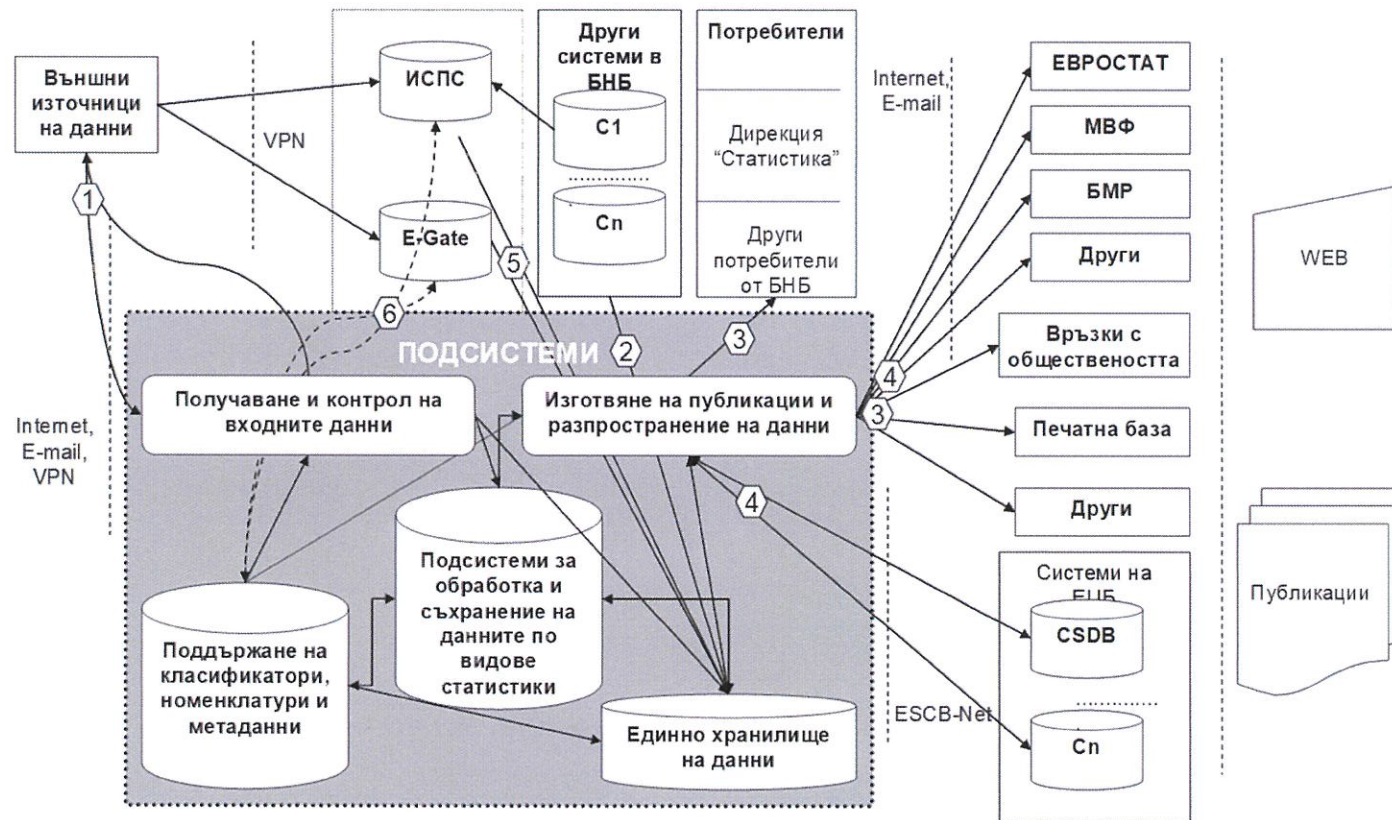 Външни
източници
на данни
VPN
ИСПС
E-Gate
Други
системи в
БНБ
C1
Cn
Потребители
Дирекция
"Статистика"
Други
потребители
от БНБ
Internet,
E-mail
ЕВРОСТАТ
МВФ
БМР
Други
Връзки с
обществеността
Печатна база
Други
WEB
Публикации
1
5
6
2
3
4
3
4
ПОДСИСТЕМИ
Internet,
E-mail,
VPN
Получаване и контрол на
входните данни
Изготвяне на публикации и
разпространение на данни
Подсистеми за
обработка и
съхранение на
данните по
видове
статистики
Поддържане на
класификатори,
номенклатури и
метаданни
Единно хранилище
на данни
ESCB-Net
Системи на
ЕЦБ
CSDB
Cn